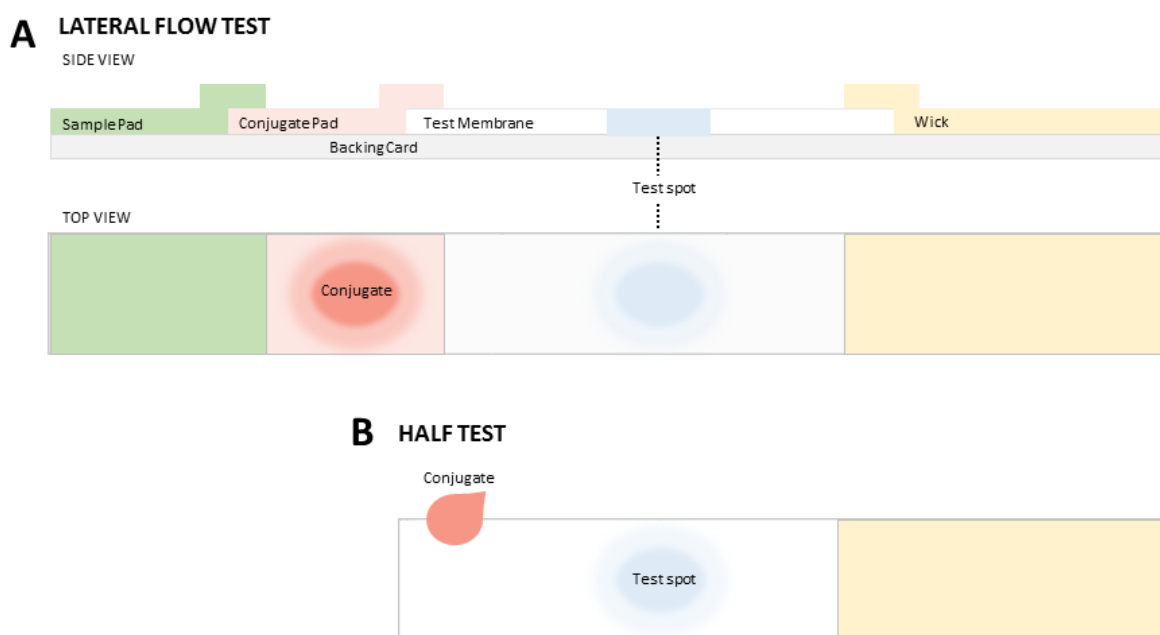 A LATERAL FLOW TEST
SIDE VIEW
Sample Pad
Conjugate Pad
Test Membrane
Wick
Backing Card
Test spot
TOP VIEW
Conjugate
B HALF TEST
Conjugate
Test spot